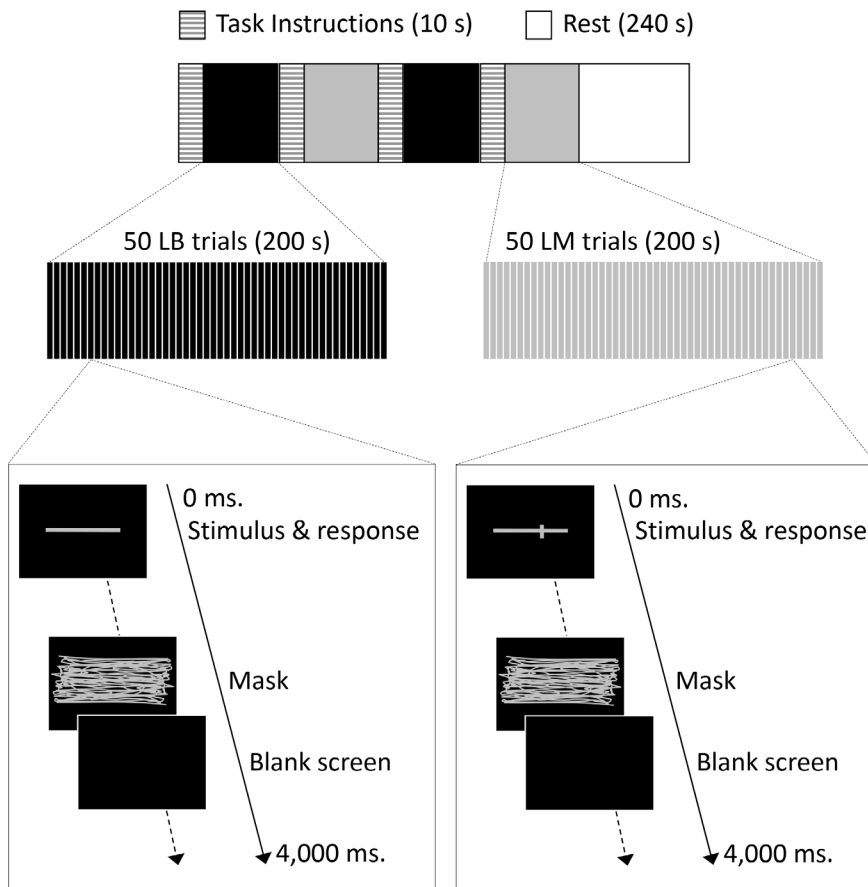 Task Instructions (10 s) Rest (240 s)
50 LB trials (200 s) 50 LM trials (200 s)
0 ms.
Stimulus & response
Mask
Blank screen
4,000 ms.
0 ms.
Stimulus & response
Mask
Blank screen
4,000 ms.